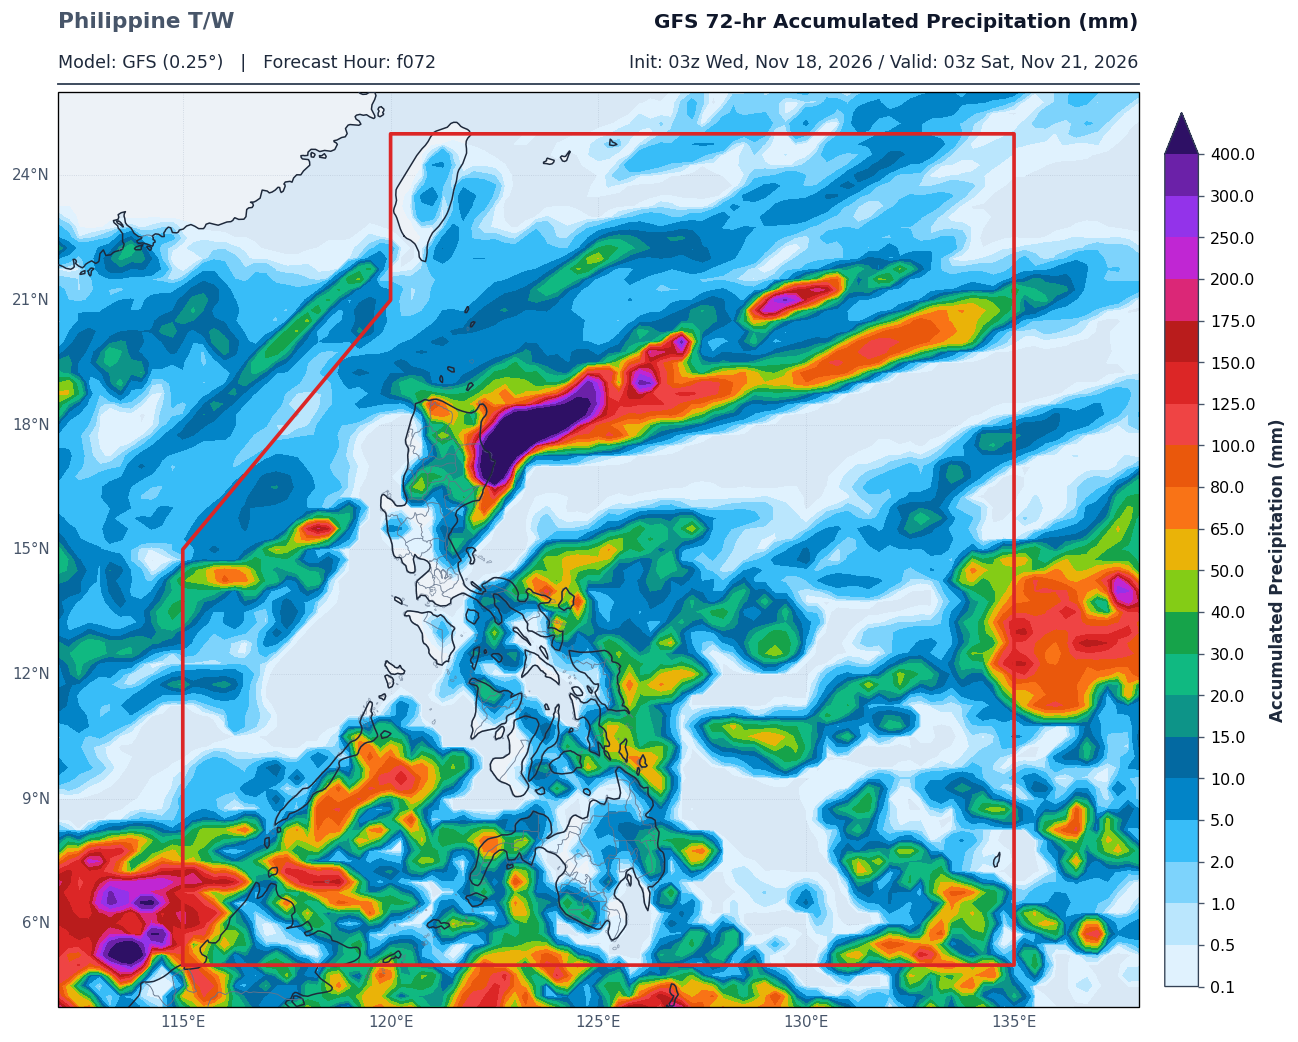 Philippine T/W
GFS 72-hr Accumulated Precipitation (mm)
Model: GFS (0.25°)   |   Forecast Hour: f072
Init: 03z Wed, Nov 18, 2026 / Valid: 03z Sat, Nov 21, 2026
24°N
21°N
18°N
15°N
12°N
9°N
6°N
115°E
120°E
125°E
130°E
135°E
400.0
300.0
250.0
200.0
175.0
150.0
125.0
100.0
80.0
65.0
50.0
40.0
30.0
20.0
15.0
10.0
5.0
2.0
1.0
0.5
0.1
Accumulated Precipitation (mm)